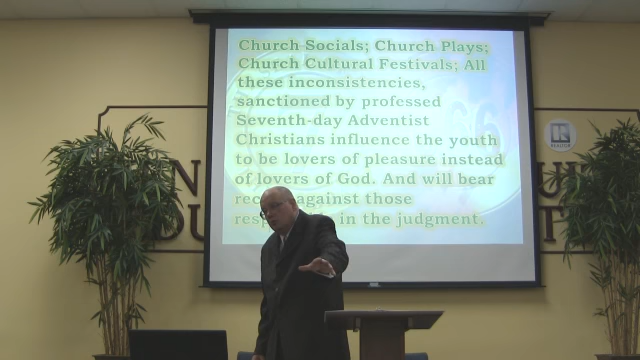 Church Socials; Church Plays;
Church Cultural Festivals; All
these inconsistencies,
sanctioned by professed
Seventh-day Adventist
Christians influence the youth
to be lovers of pleasure instead
of lovers of God. And will bear
against those
in the judgment.
REALTOR